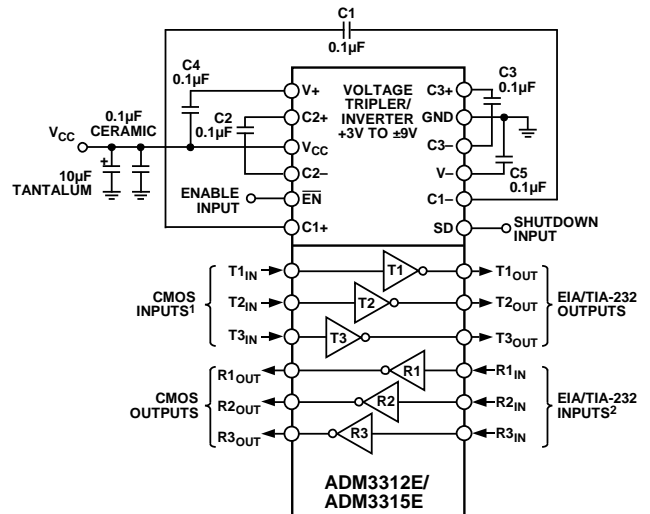 C1
0.1µF
C4
0.1µF
V+
VOLTAGE
TRIPLER/
INVERTER
+3V TO ±9V
C3+
C3
0.1µF
0.1µF
CERAMIC
C2
0.1µF
C2+
GND
VCC
VCC
C3–
+
10µF
TANTALUM
C2–
V–
C5
0.1µF
ENABLE
INPUT
EN
C1–
C1+
SD
SHUTDOWN
INPUT
CMOS
INPUTS1
T1IN
T1
T1OUT
T2IN
T2
T2OUT
T3IN
T3
T3OUT
EIA/TIA-232
OUTPUTS
CMOS
OUTPUTS
R1OUT
R1
R1IN
R2OUT
R2
R2IN
R3OUT
R3
R3IN
EIA/TIA-232
INPUTS2
ADM3312E/
ADM3315E